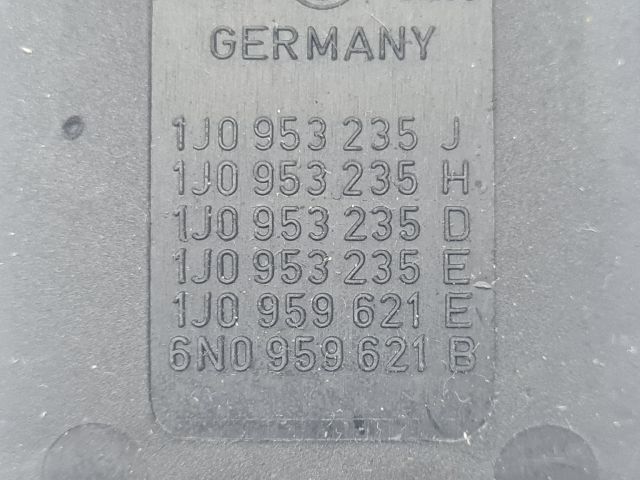 GERMANY
1J0 953 235 J
1J0 953 235 H
1J0 953 235 D
1J0 953 235 E
1J0 959 621 E
6N0 959 621 B